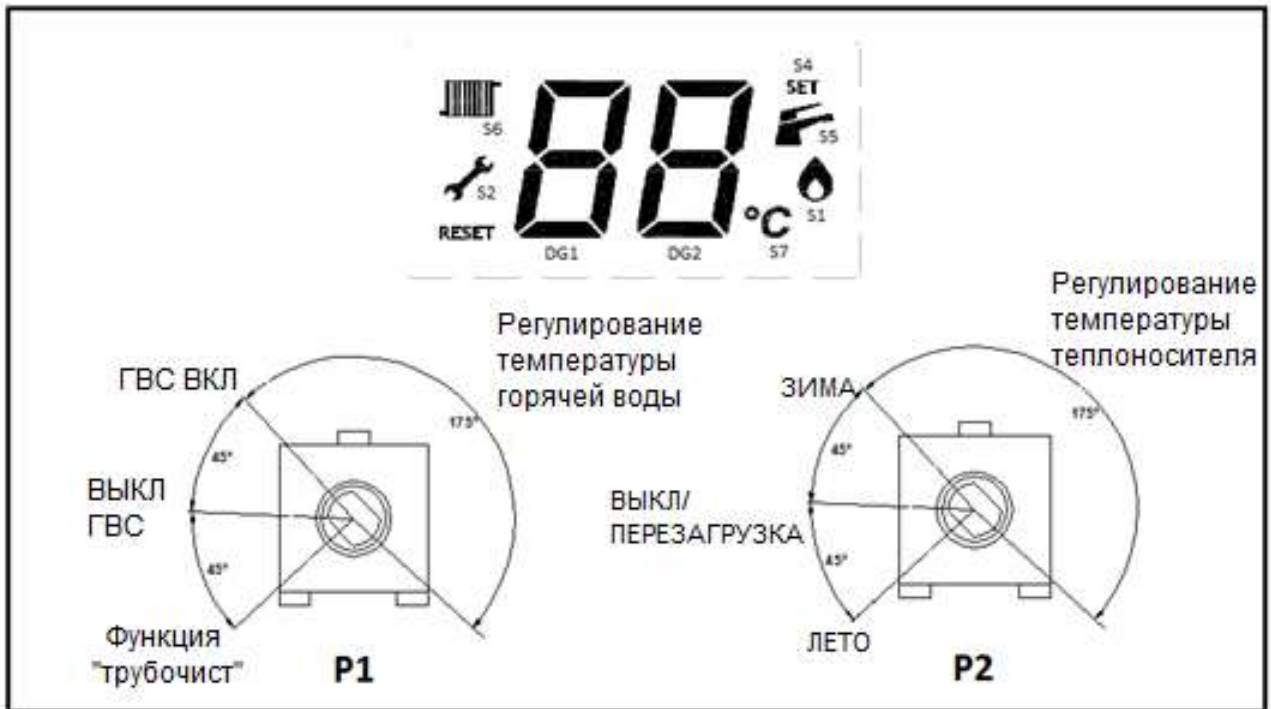 S4
SET
S6
S5
S2
S1
RESET
°C
DG1
DG2
S7
88
Регулирование
температуры
горячей воды
ГВС ВКЛ
175°
45°
ВЫКЛ
ГВС
45°
Функция
"трубочист"
P1
Регулирование
температуры
теплоносителя
ЗИМА
175°
45°
ВЫКЛ/
ПЕРЕЗАГРУЗКА
45°
ЛЕТО
P2